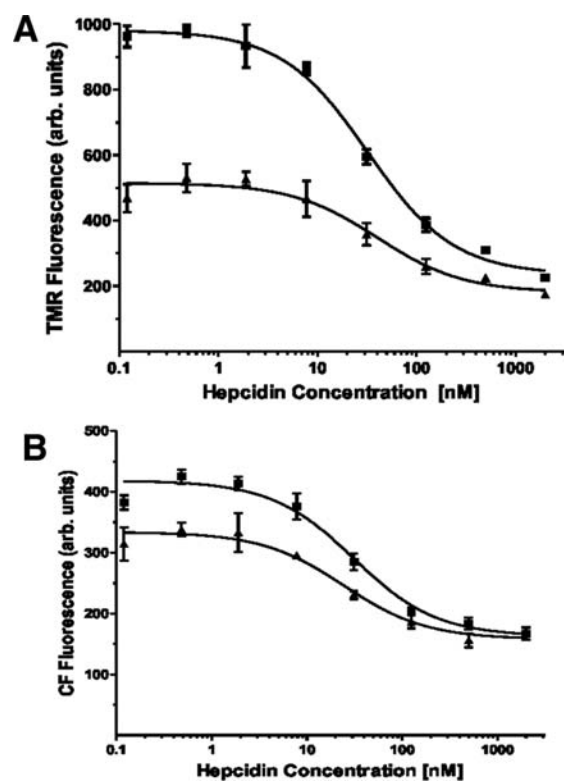 A
TMR Fluorescence (arb. units)
1000
800
600
400
200
0.1 1 10 100 1000
Hepcidin Concentration [nM]
B
CF Fluorescence (arb. units)
500
400
300
200
100
0.1 1 10 100 1000
Hepcidin Concentration [nM]